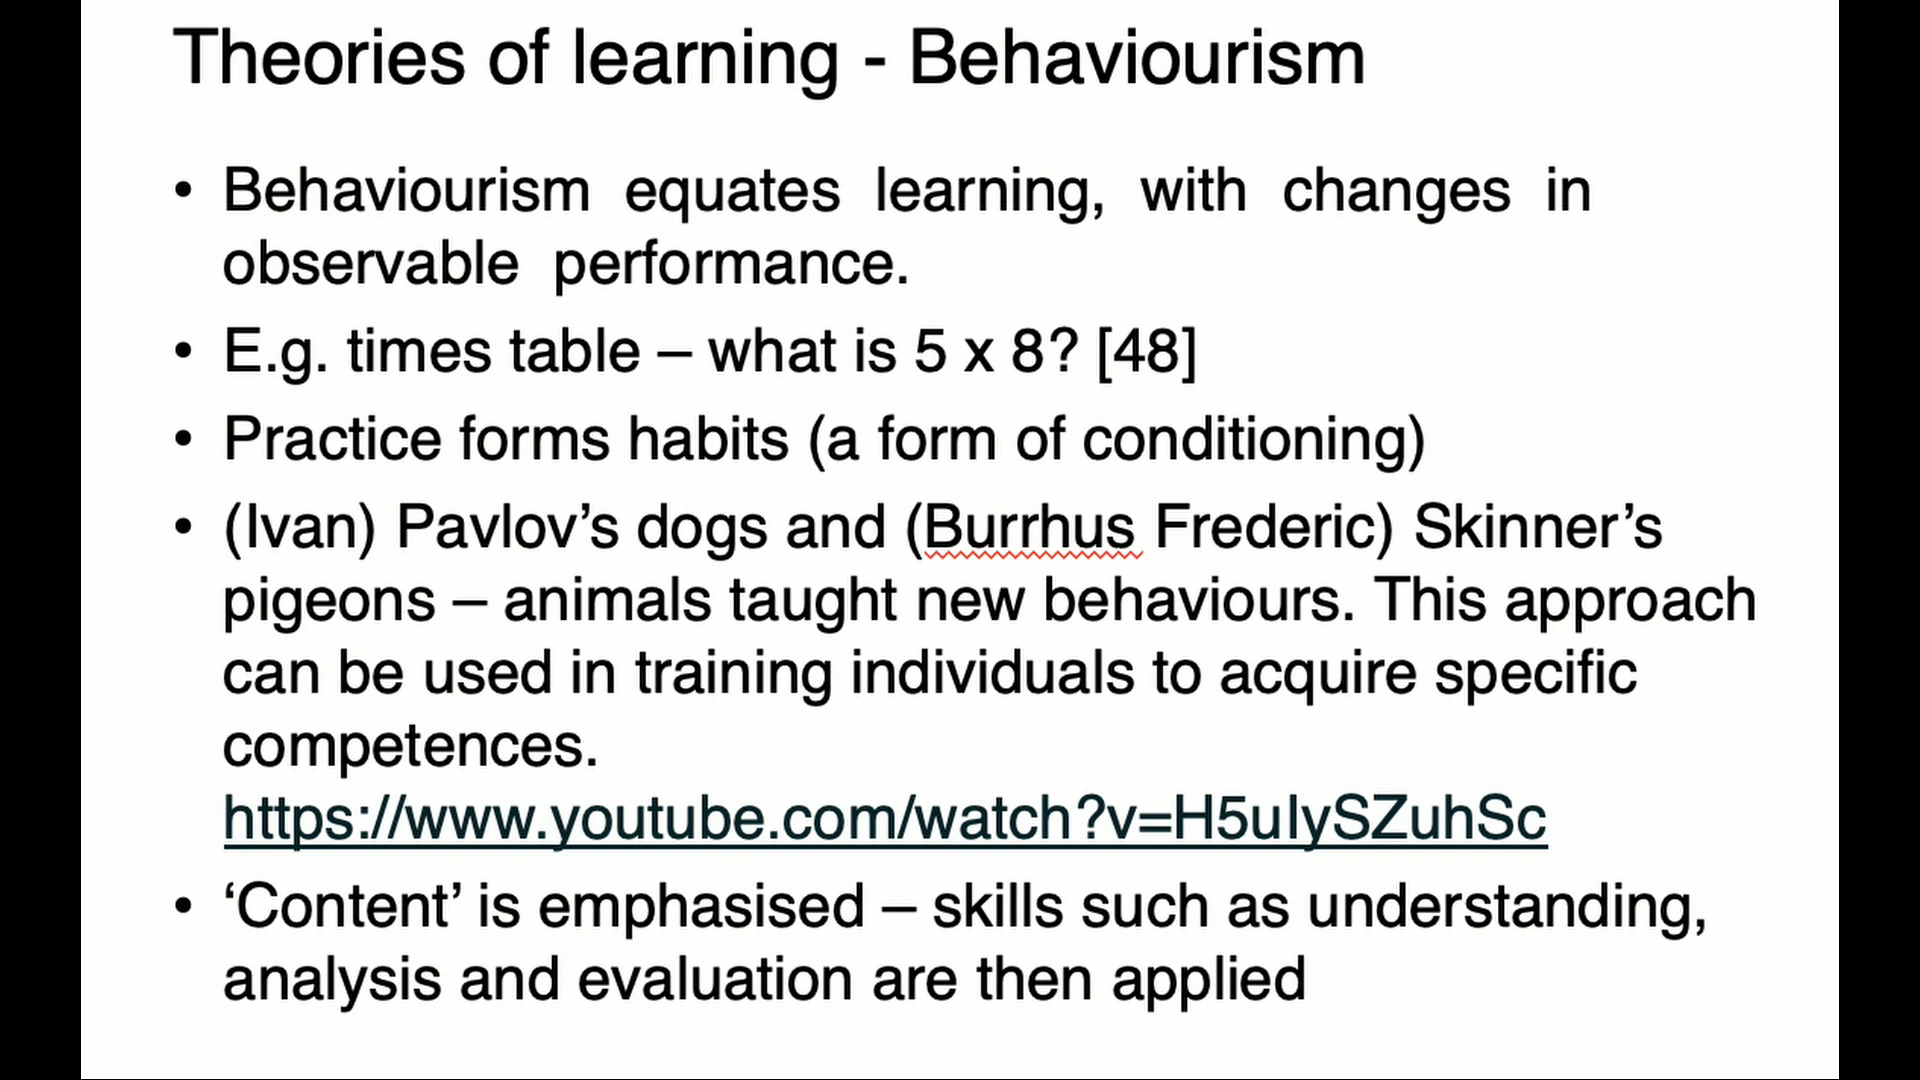 Theories of learning - Behaviourism
• Behaviourism equates learning, with changes in
observable performance.
• E.g. times table – what is 5 x 8? [48]
• Practice forms habits (a form of conditioning)
• (Ivan) Pavlov’s dogs and (Burrhus Frederic) Skinner’s
pigeons – animals taught new behaviours. This approach
can be used in training individuals to acquire specific
competences.
https://www.youtube.com/watch?v=H5ulySZuhSc
• ‘Content’ is emphasised – skills such as understanding,
analysis and evaluation are then applied